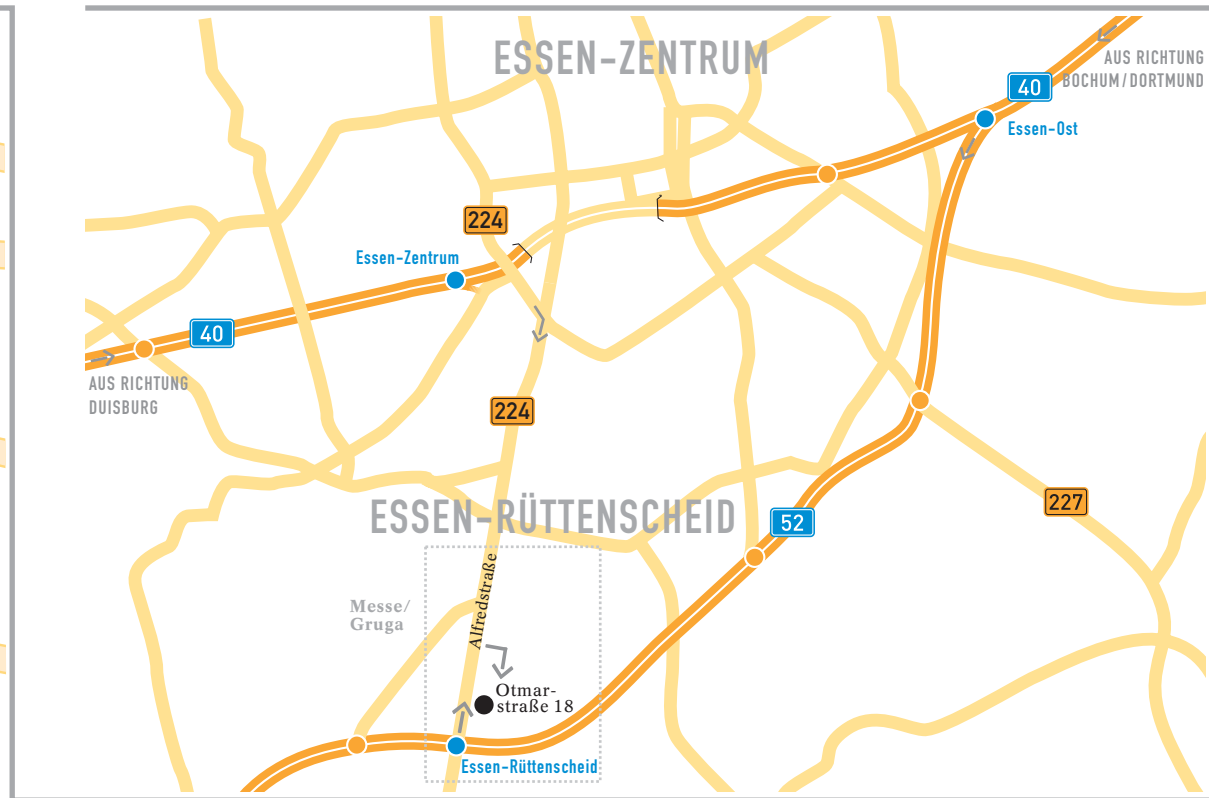 ESSEN-ZENTRUM
AUS RICHTUNG
BOCHUM/DORTMUND
40
Essen-Ost
224
Essen-Zentrum
40
AUS RICHTUNG
DUISBURG
224
ESSEN-RÜTTENSCHEID
52
227
Alfredstraße
Messe/
Gruga
Otmar-
straße 18
Essen-Rüttenscheid